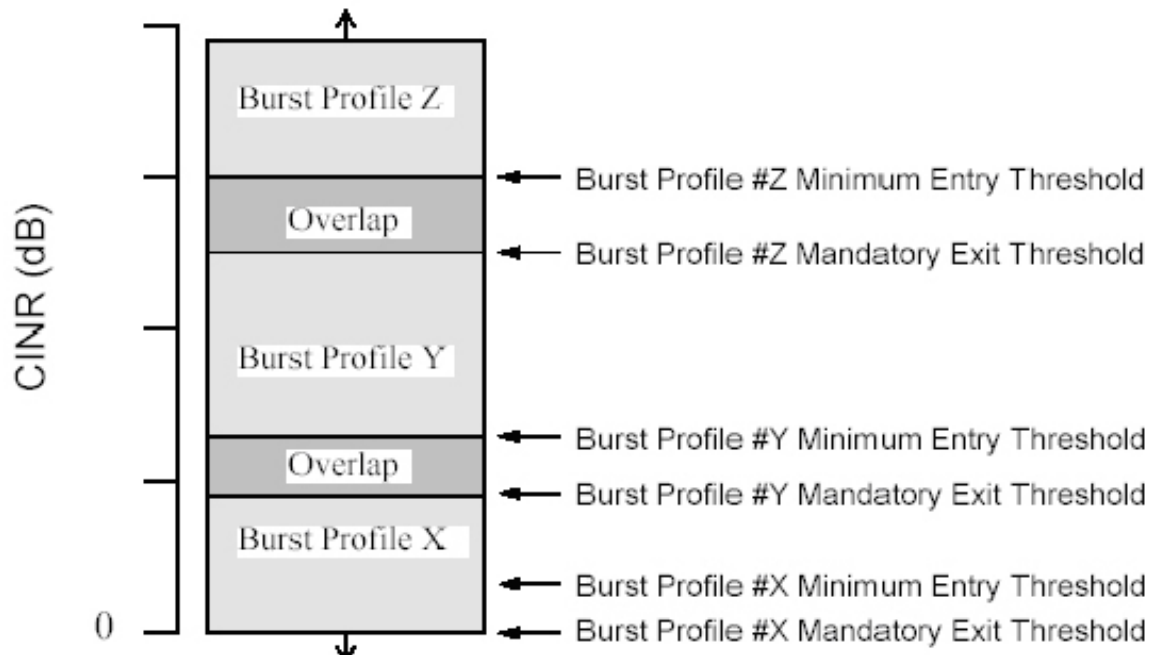 CINR (dB)
0
Burst Profile Z
Overlap
Burst Profile Y
Overlap
Burst Profile X
Burst Profile #Z Minimum Entry Threshold
Burst Profile #Z Mandatory Exit Threshold
Burst Profile #Y Minimum Entry Threshold
Burst Profile #Y Mandatory Exit Threshold
Burst Profile #X Minimum Entry Threshold
Burst Profile #X Mandatory Exit Threshold